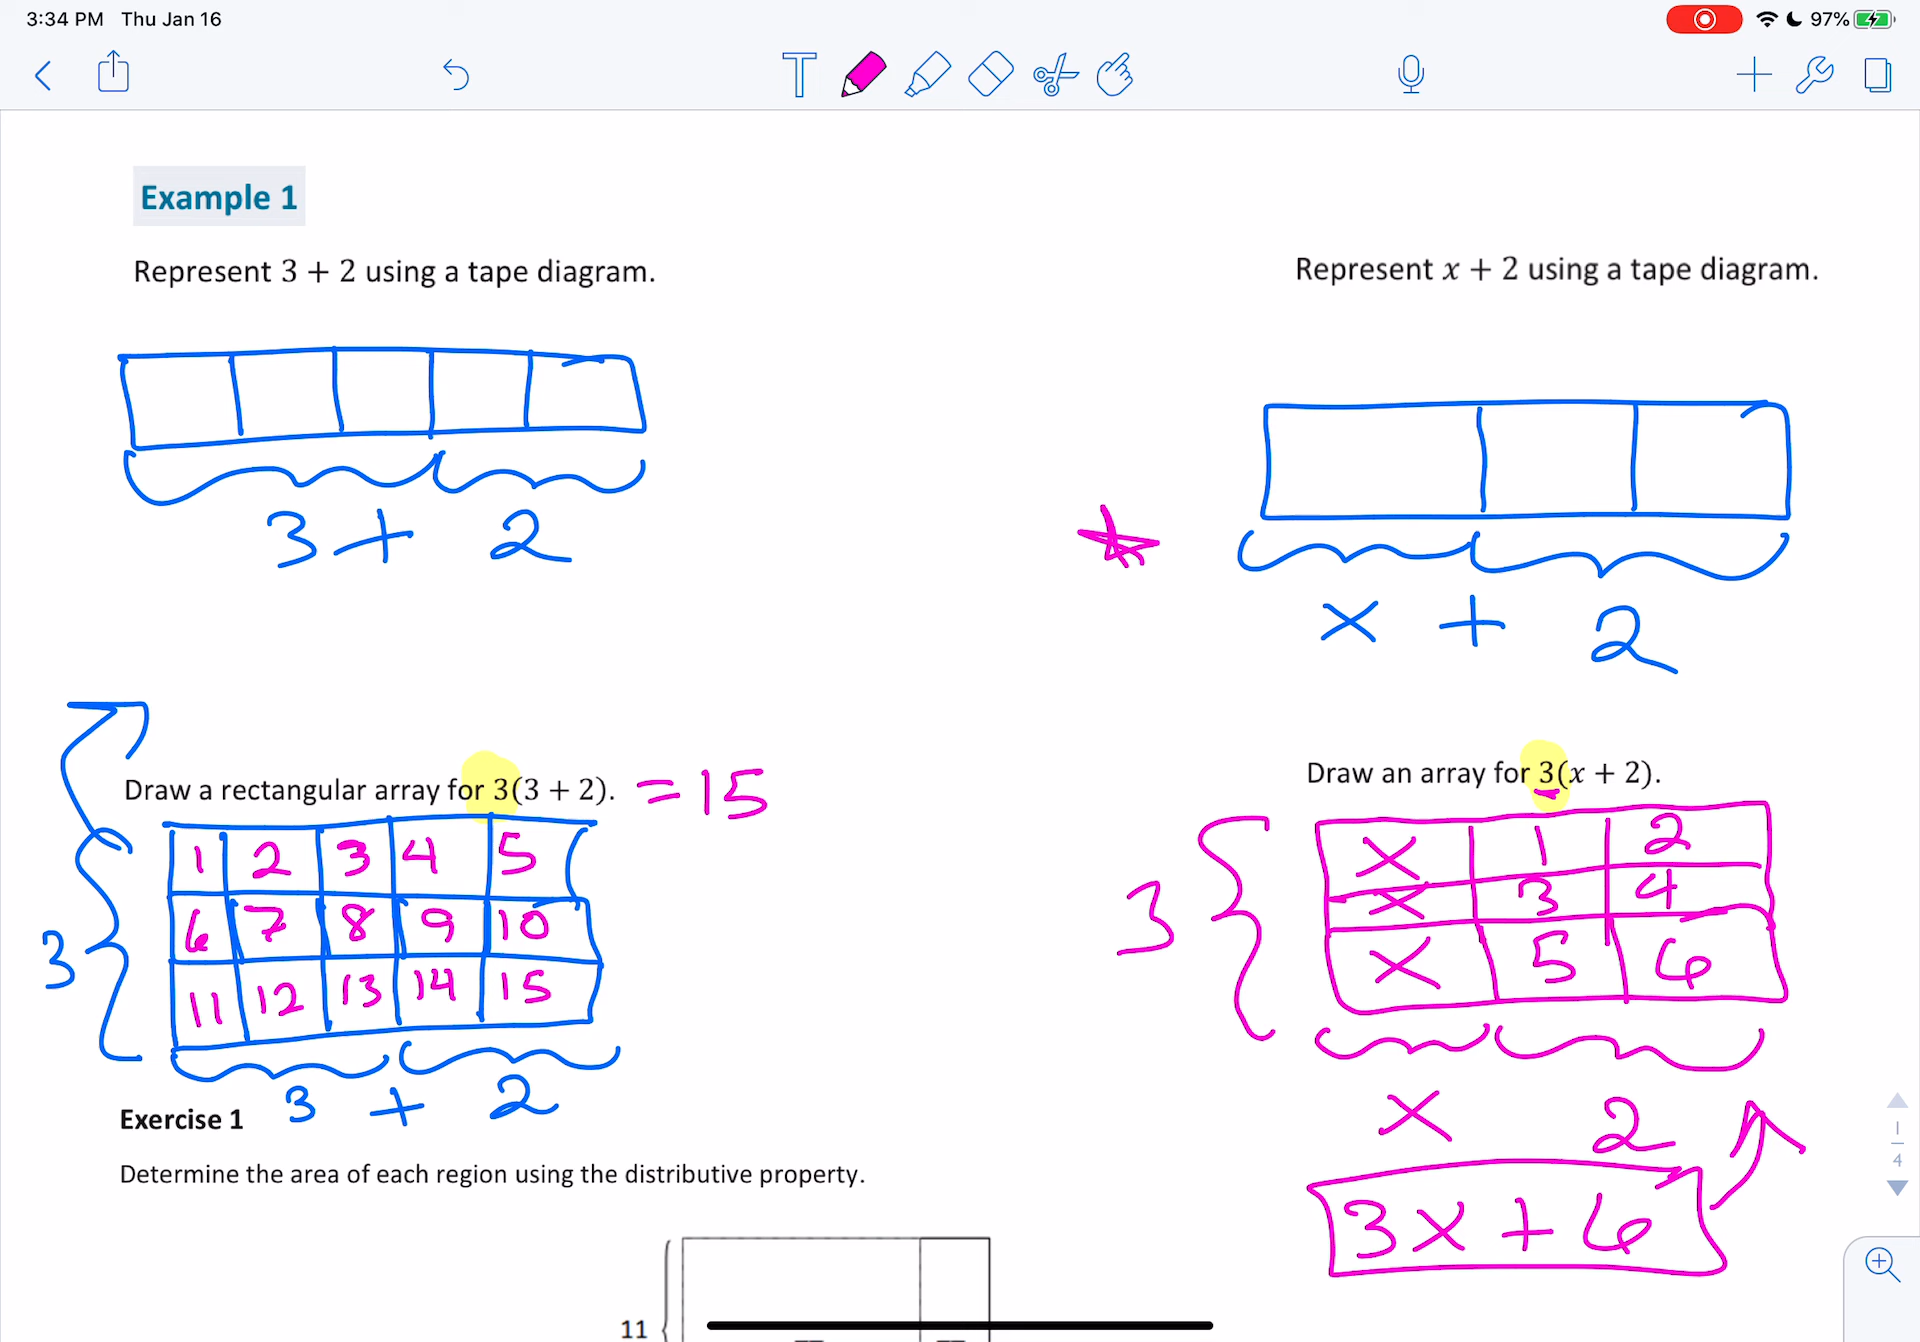 3:34 PM Thu Jan 16
97%
Example 1
Represent 3 + 2 using a tape diagram.
3 + 2
Represent x + 2 using a tape diagram.
x + 2
Draw a rectangular array for 3(3 + 2). = 15
1 2 3 4 5
6 7 8 9 10
11 12 13 14 15
3
3 + 2
Draw an array for 3(x + 2).
x 1 2
x 3 4
x 5 6
3
x 2
3x + 6
Exercise 1
Determine the area of each region using the distributive property.
11
1
4